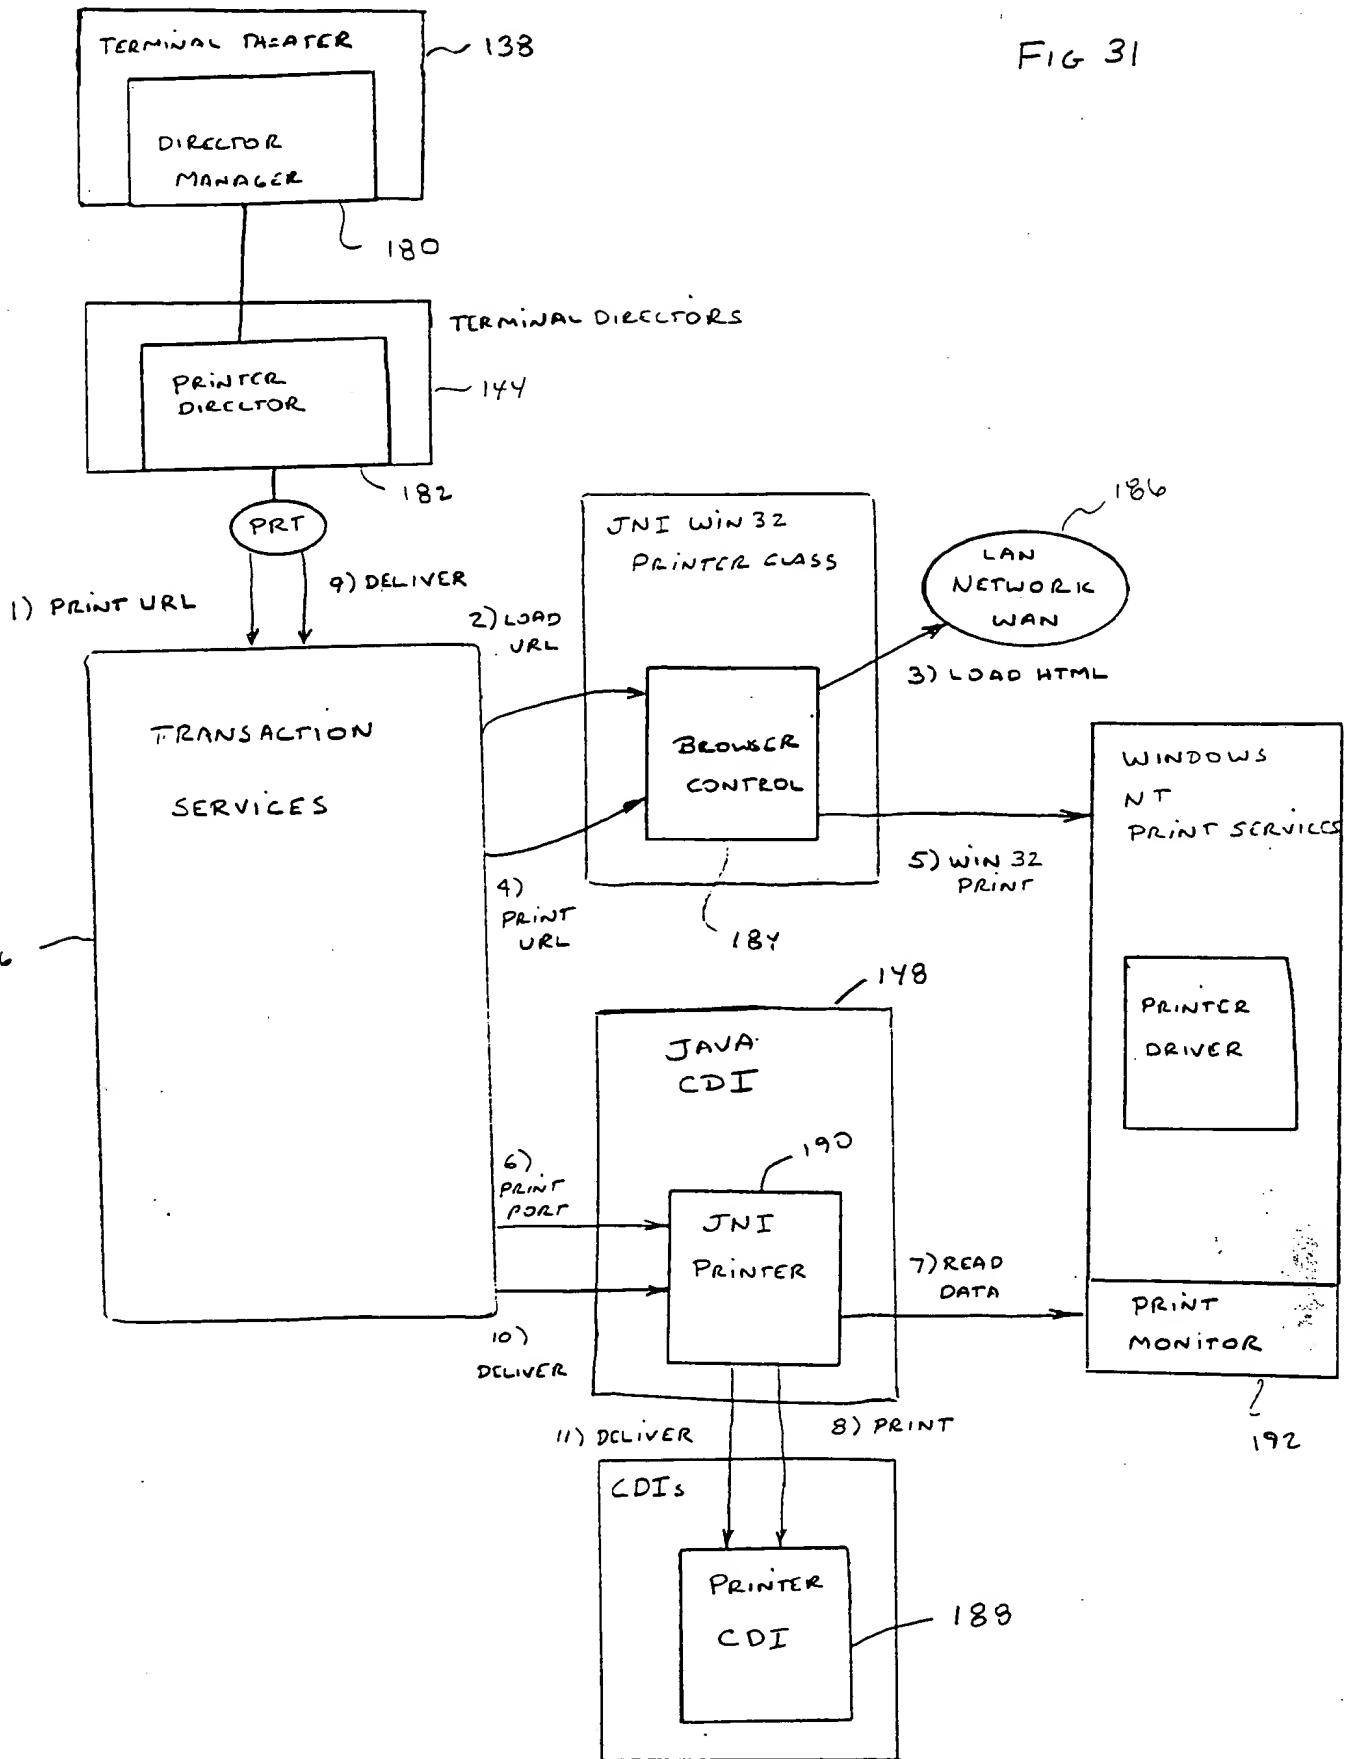 FIG 31
TERMINAL THEATER
138
DIRECTOR
MANAGER
180
TERMINAL DIRECTORS
PRINTER
DIRECTOR
144
182
PRT
1) PRINT URL
9) DELIVER
TRANSACTION
SERVICES
6
2) LOAD
URL
4)
PRINT
URL
JNI WIN 32
PRINTER CLASS
BROWSER
CONTROL
184
186
LAN
NETWORK
WAN
3) LOAD HTML
5) WIN 32
PRINT
WINDOWS
NT
PRINT SERVICES
PRINTER
DRIVER
148
JAVA
CDI
190
6)
PRINT
PORT
JNI
PRINTER
7) READ
DATA
PRINT
MONITOR
192
10)
DELIVER
11) DELIVER
8) PRINT
CDIs
PRINTER
CDI
188